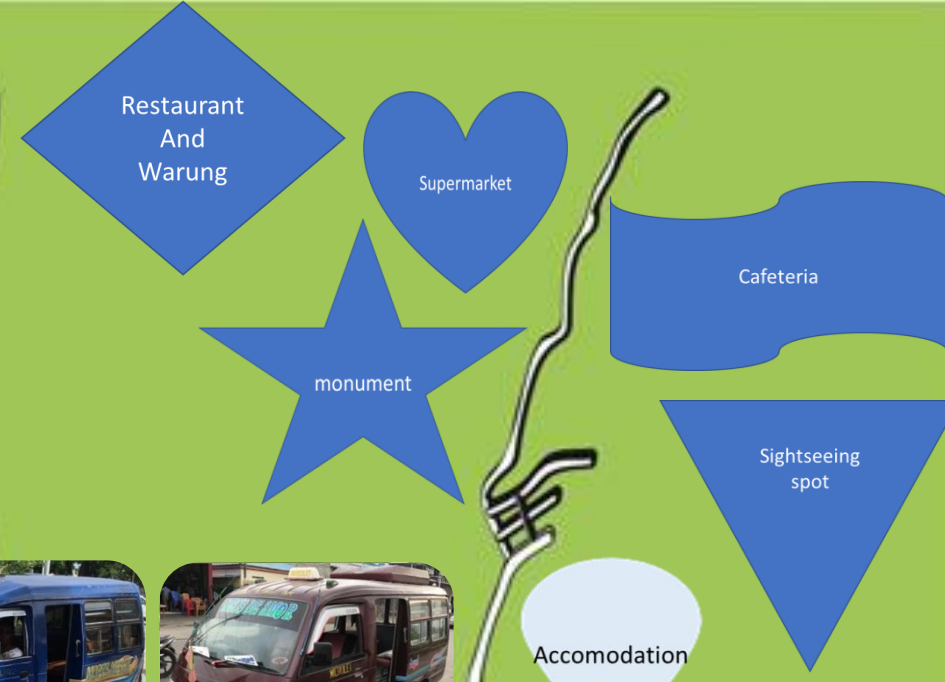 Restaurant
And
Warung
Supermarket
Cafeteria
monument
Sightseeing
spot
Accomodation